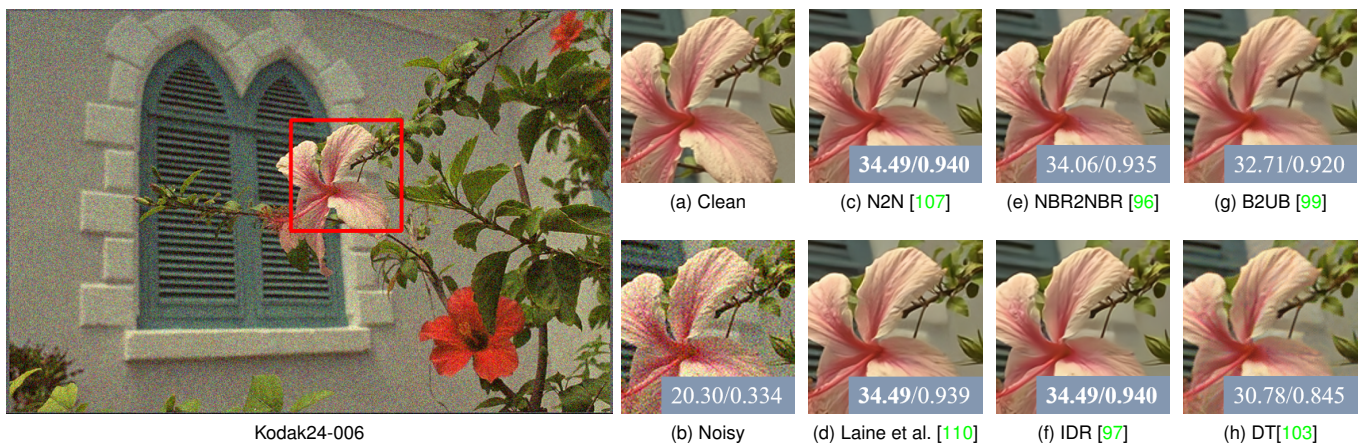 34.49/0.940
34.06/0.935
32.71/0.920
(a) Clean
(c) N2N [107]
(e) NBR2NBR [96]
(g) B2UB [99]
20.30/0.334
34.49/0.939
34.49/0.940
30.78/0.845
Kodak24-006
(b) Noisy
(d) Laine et al. [110]
(f) IDR [97]
(h) DT[103]